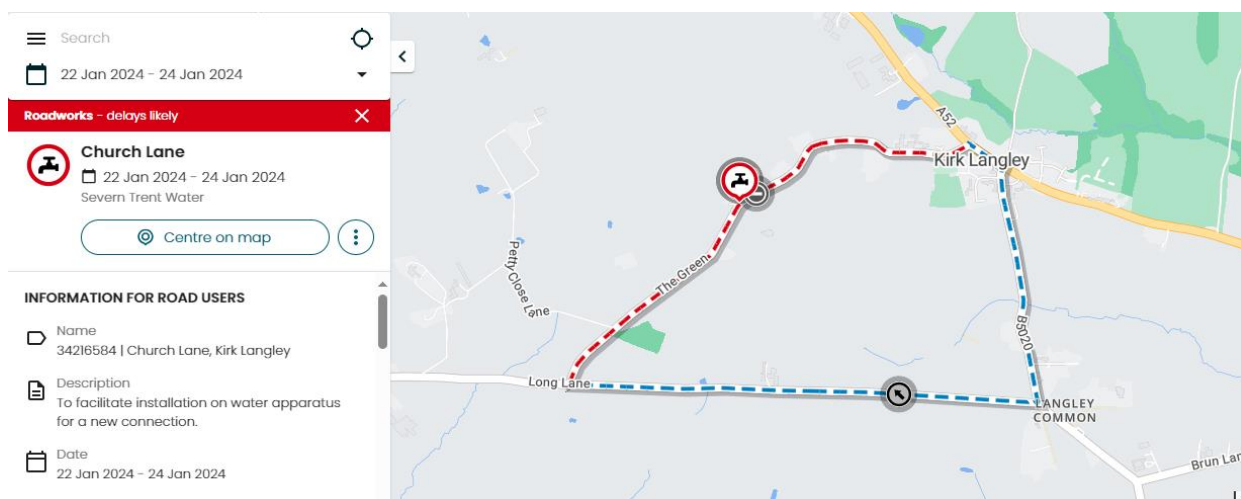 Search
22 Jan 2024 - 24 Jan 2024
Roadworks - delays likely
Church Lane
22 Jan 2024 - 24 Jan 2024
Severn Trent Water
Centre on map
INFORMATION FOR ROAD USERS
Name
34216584 | Church Lane, Kirk Langley
Description
To facilitate installation on water apparatus
for a new connection.
Date
22 Jan 2024 - 24 Jan 2024
A52
Kirk Langley
The Green
Petty Close Lane
B5020
Long Lane
LANGLEY
COMMON
Brun Lan